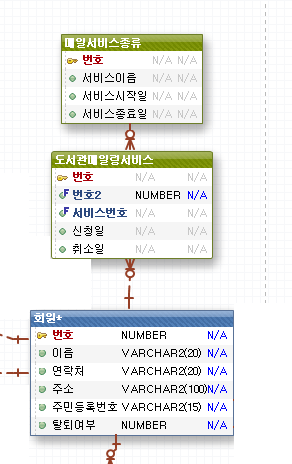 메일서비스종류
번호 N/A N/A
서비스이름 N/A N/A
서비스시작일 N/A N/A
서비스종료일 N/A N/A
도서관메일링서비스
번호 N/A N/A
번호2 NUMBER N/A
서비스번호 N/A N/A
신청일 N/A N/A
취소일 N/A N/A
회원*
번호 NUMBER N/A
이름 VARCHAR2(20) N/A
연락처 VARCHAR2(20) N/A
주소 VARCHAR2(100) N/A
주민등록번호 VARCHAR2(15) N/A
탈퇴여부 NUMBER N/A